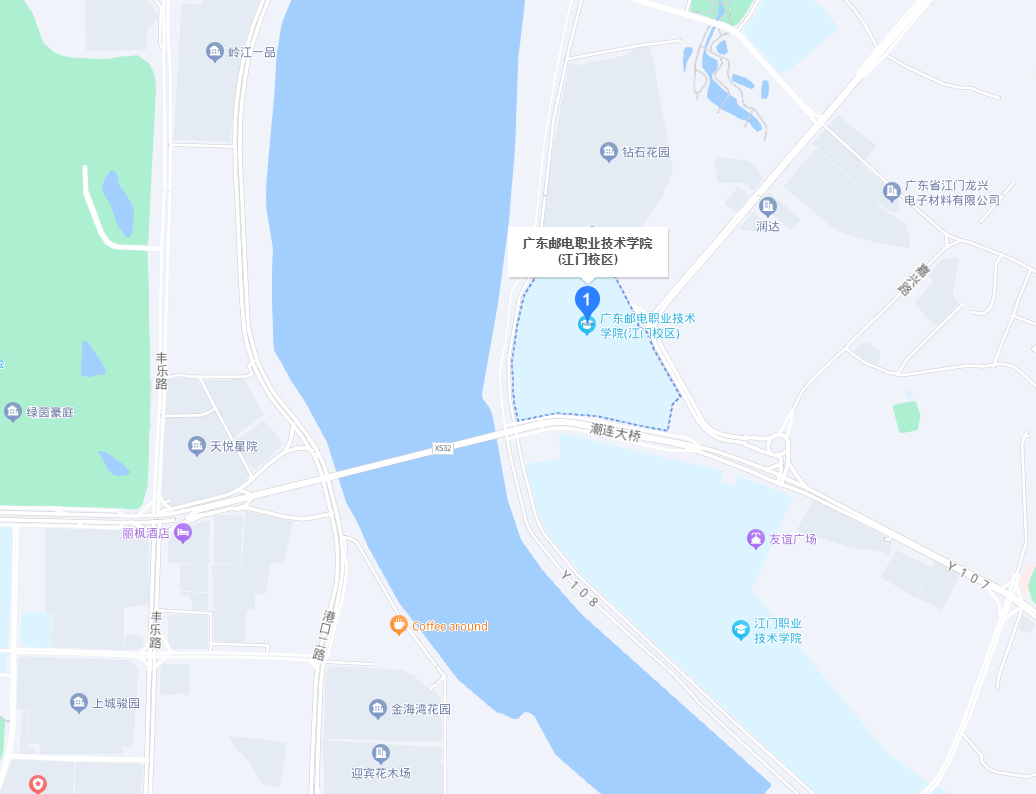 岭江一品
钻石花园
广东省江门龙兴
电子材料有限公司
润达
广东邮电职业技术学院
(江门校区)
嘉兴路
1
广东邮电职业技术
学院(江门校区)
丰乐路
绿茵豪庭
潮连大桥
天悦星院
X532
丽枫酒店
友谊广场
Y107
Y108
丰乐路
港口二路
Coffee around
江门职业
技术学院
上城骏园
金海湾花园
迎宾花木场